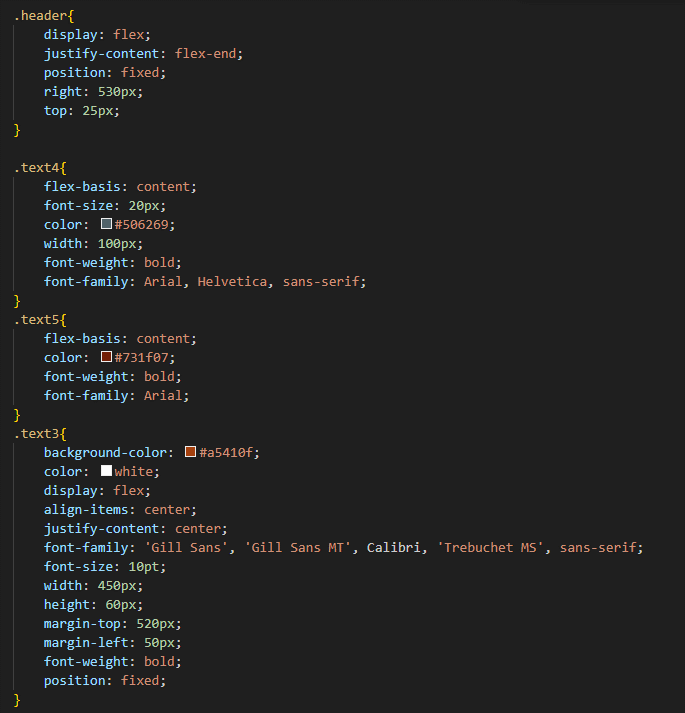 .header{
    display: flex;
    justify-content: flex-end;
    position: fixed;
    right: 530px;
    top: 25px;
}

.text4{
    flex-basis: content;
    font-size: 20px;
    color: #506269;
    width: 100px;
    font-weight: bold;
    font-family: Arial, Helvetica, sans-serif;
}
.text5{
    flex-basis: content;
    color: #731f07;
    font-weight: bold;
    font-family: Arial;
}
.text3{
    background-color: #a5410f;
    color: white;
    display: flex;
    align-items: center;
    justify-content: center;
    font-family: 'Gill Sans', 'Gill Sans MT', Calibri, 'Trebuchet MS', sans-serif;
    font-size: 10pt;
    width: 450px;
    height: 60px;
    margin-top: 520px;
    margin-left: 50px;
    font-weight: bold;
    position: fixed;
}